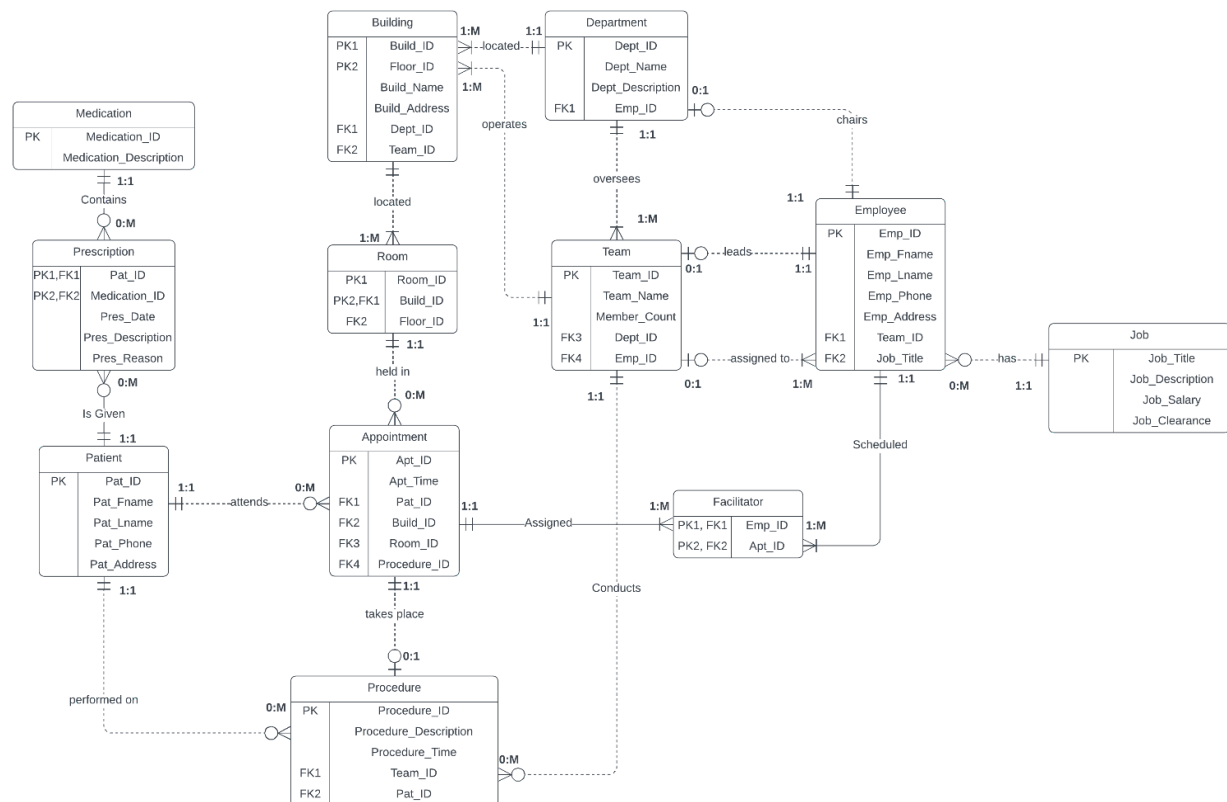 Building
PK1 Build_ID
PK2 Floor_ID
Build_Name
Build_Address
FK1 Dept_ID
FK2 Team_ID
1:M
located
1:1
1:M
Department
PK Dept_ID
Dept_Name
Dept_Description
FK1 Emp_ID
0:1
1:1
chairs
operates
Medication
PK Medication_ID
Medication_Description
1:1
Contains
0:M
oversees
1:M
located
1:M
1:1
Prescription
PK1,FK1 Pat_ID
PK2,FK2 Medication_ID
Pres_Date
Pres_Description
Pres_Reason
0:M
Is Given
1:1
Room
PK1 Room_ID
PK2,FK1 Build_ID
FK2 Floor_ID
1:1
held in
0:M
Team
PK Team_ID
Team_Name
Member_Count
FK3 Dept_ID
FK4 Emp_ID
1:1
1:1
leads
0:1
1:1
assigned to
0:1
1:M
Employee
PK Emp_ID
Emp_Fname
Emp_Lname
Emp_Phone
Emp_Address
FK1 Team_ID
FK2 Job_Title
1:1
has
0:M
1:1
Job
PK Job_Title
Job_Description
Job_Salary
Job_Clearance
Scheduled
Patient
PK Pat_ID
Pat_Fname
Pat_Lname
Pat_Phone
Pat_Address
1:1
1:1
attends
0:M
Appointment
PK Apt_ID
Apt_Time
FK1 Pat_ID
FK2 Build_ID
FK3 Room_ID
FK4 Procedure_ID
1:1
Assigned
1:M
Facilitator
PK1, FK1 Emp_ID
PK2, FK2 Apt_ID
1:M
1:1
takes place
0:1
Conducts
performed on
0:M
Procedure
PK Procedure_ID
Procedure_Description
Procedure_Time
FK1 Team_ID
FK2 Pat_ID
0:M